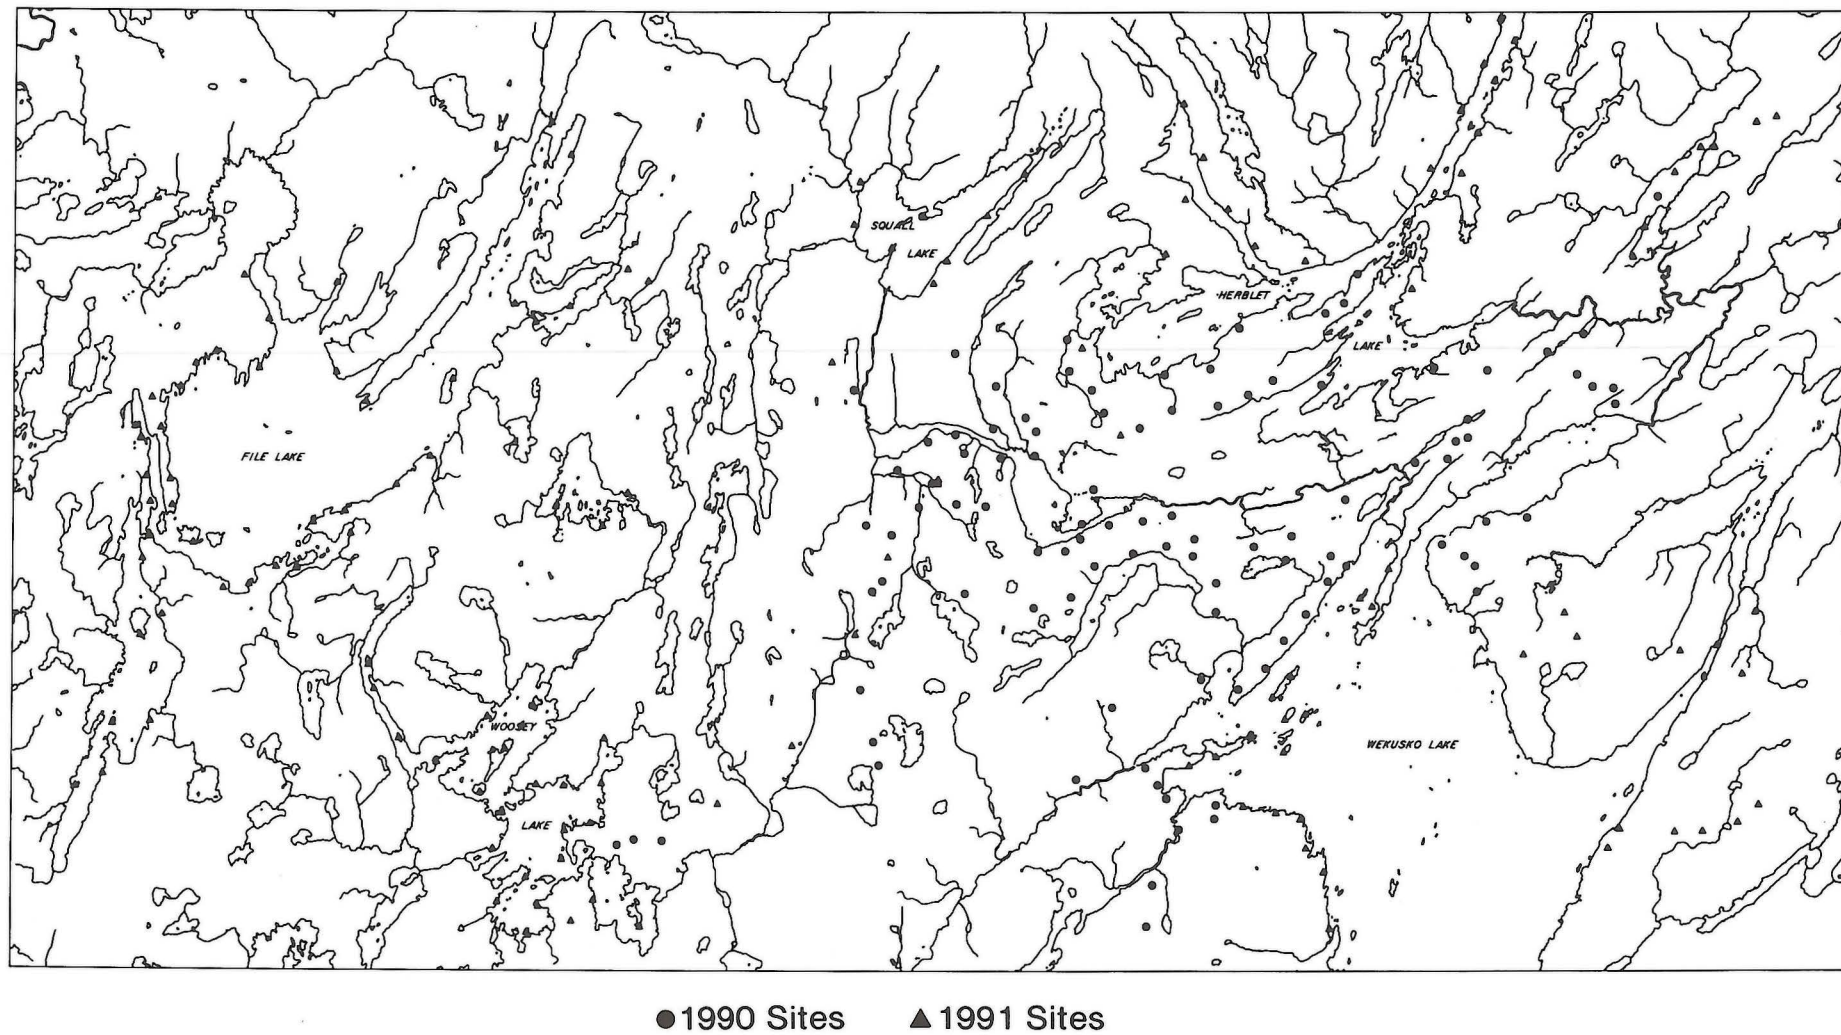 SQUALL
LAKE
HERBLET
LAKE
FILE LAKE
WOOSEY
LAKE
WEKUSKO LAKE
1990 Sites
1991 Sites